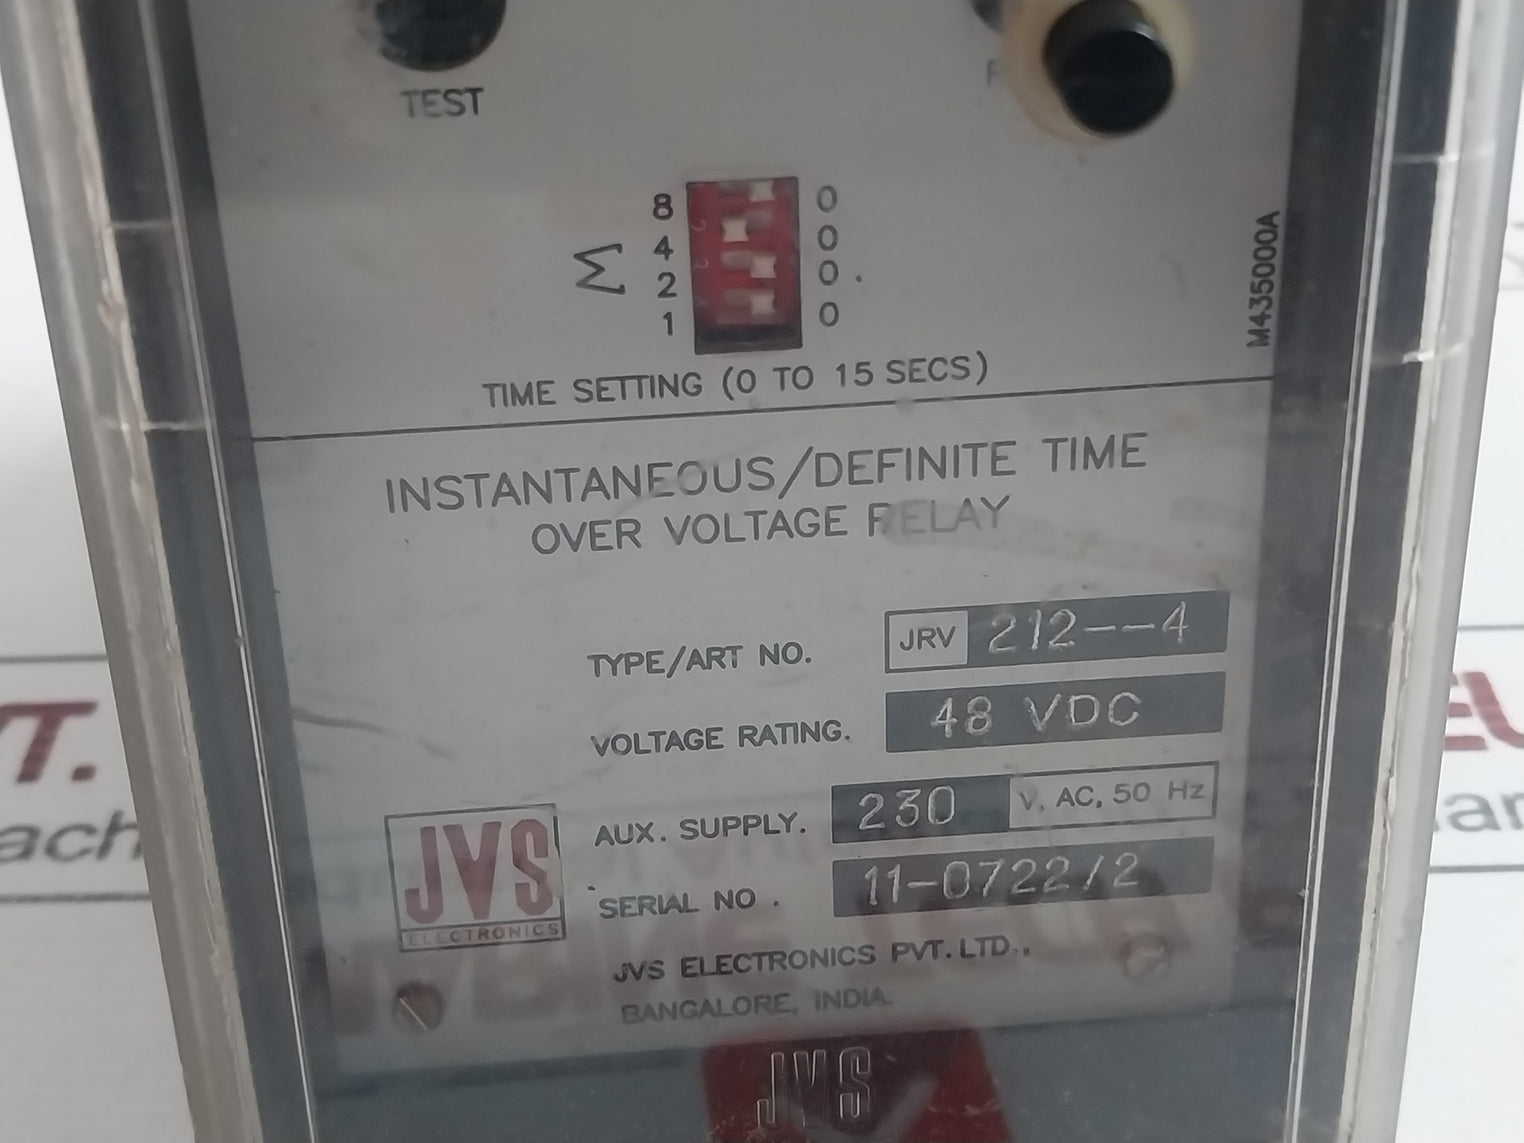 TEST
8 0
Σ 4 0
2 0 .
1 0
TIME SETTING (0 TO 15 SECS)
M435000A
INSTANTANEOUS/DEFINITE TIME
OVER VOLTAGE RELAY
TYPE/ART NO. JRV 212--4
VOLTAGE RATING. 48 VDC
AUX. SUPPLY. 230 V, AC, 50 Hz
SERIAL NO . 11-0722/2
JVS
ELECTRONICS
JVS ELECTRONICS PVT. LTD.,
BANGALORE, INDIA.
JVS